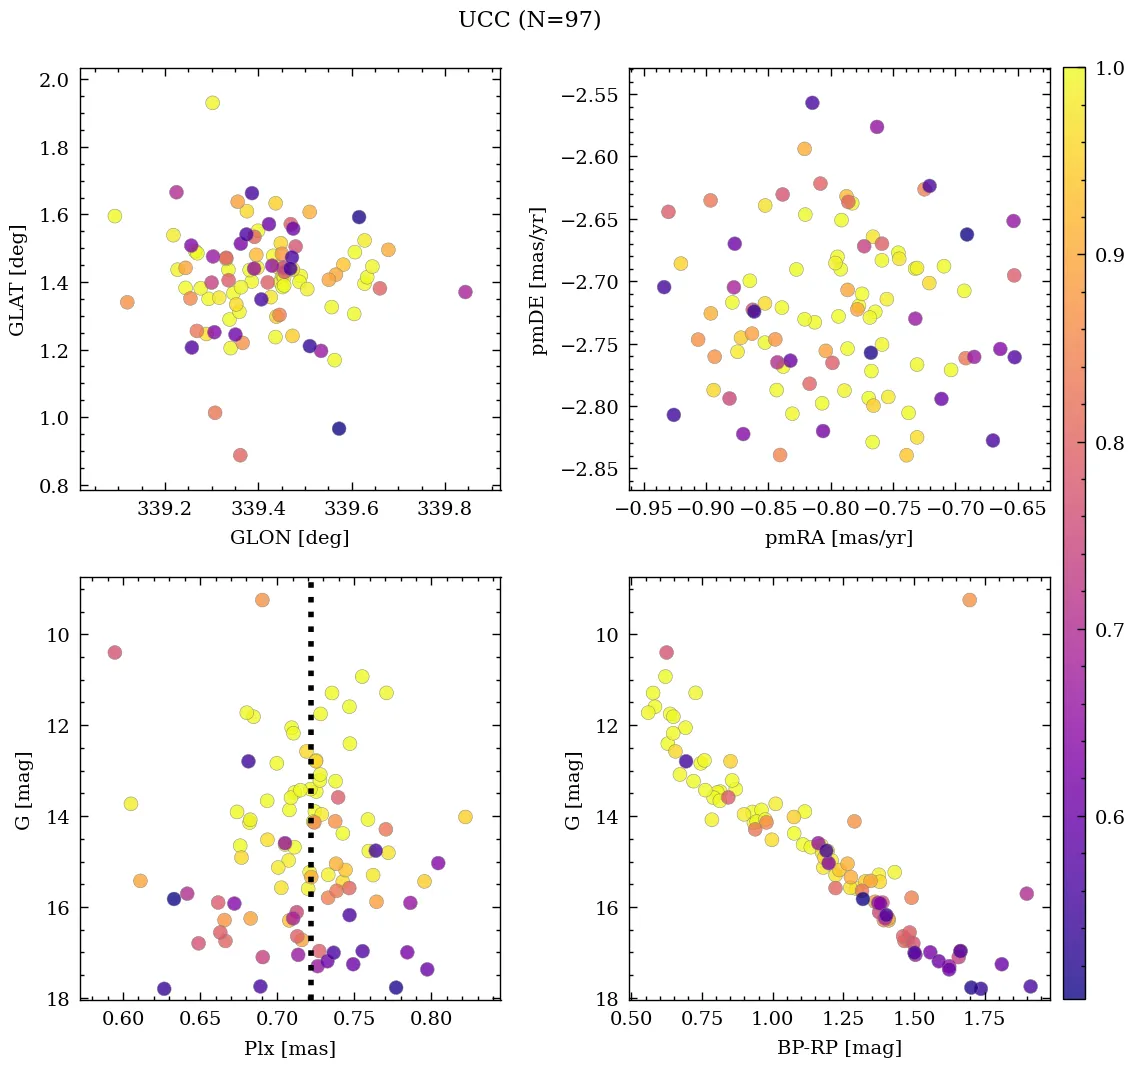 UCC (N=97)
2.0
1.8
1.6
1.4
1.2
1.0
0.8
GLAT [deg]
339.2 339.4 339.6 339.8
GLON [deg]
−2.55
−2.60
−2.65
−2.70
−2.75
−2.80
−2.85
pmDE [mas/yr]
−0.95 −0.90 −0.85 −0.80 −0.75 −0.70 −0.65
pmRA [mas/yr]
1.0
0.9
0.8
0.7
0.6
10
12
14
16
18
G [mag]
0.60 0.65 0.70 0.75 0.80
Plx [mas]
10
12
14
16
18
G [mag]
0.50 0.75 1.00 1.25 1.50 1.75
BP-RP [mag]